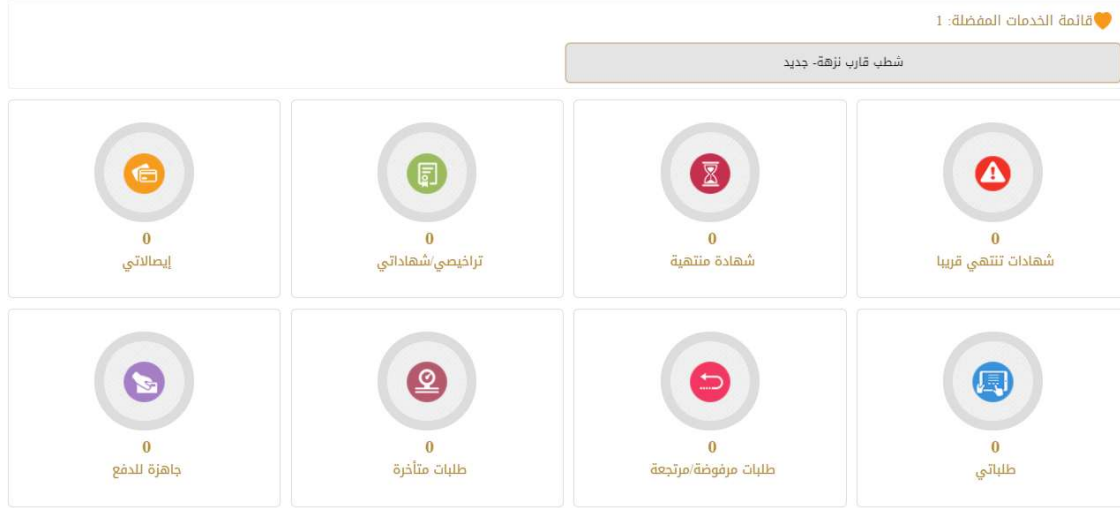 قائمة الخدمات المفضلة: 1
شطب قارب نزهة- جديد
0
شهادات تنتهي قريبا
0
شهادة منتهية
0
تراخيصي/شهاداتي
0
إيصالاتي
0
طلباتي
0
طلبات مرفوضة/مرتجعة
0
طلبات متأخرة
0
جاهزة للدفع